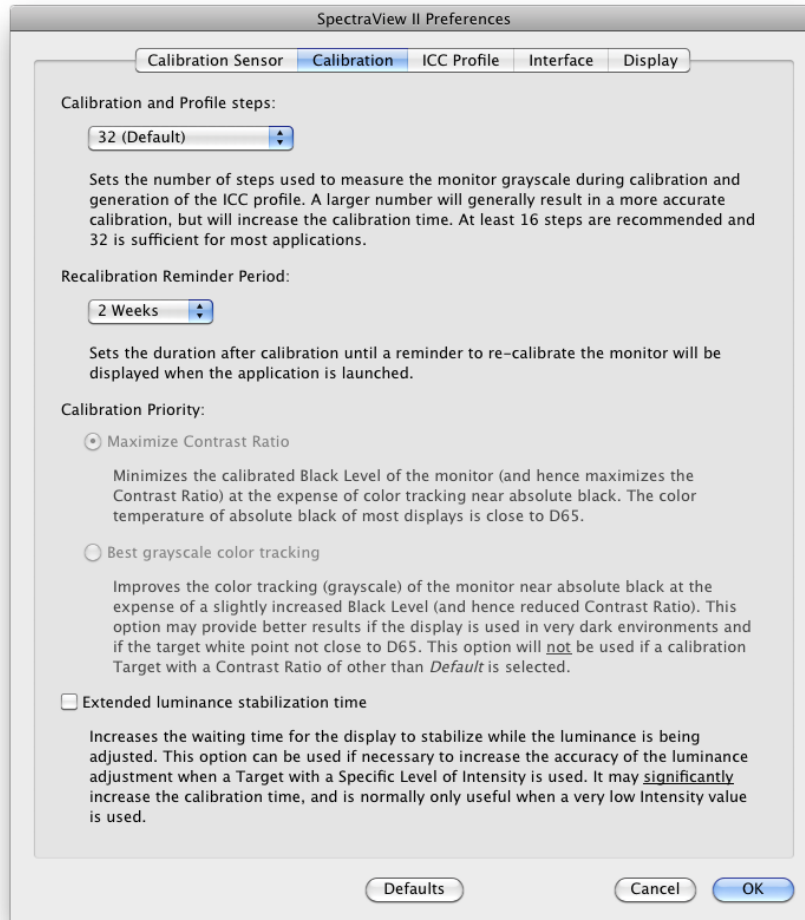 SpectraView II Preferences
Calibration Sensor Calibration ICC Profile Interface Display
Calibration and Profile steps:
32 (Default)
Sets the number of steps used to measure the monitor grayscale during calibration and
generation of the ICC profile. A larger number will generally result in a more accurate
calibration, but will increase the calibration time. At least 16 steps are recommended and
32 is sufficient for most applications.
Recalibration Reminder Period:
2 Weeks
Sets the duration after calibration until a reminder to re-calibrate the monitor will be
displayed when the application is launched.
Calibration Priority:
Maximize Contrast Ratio
Minimizes the calibrated Black Level of the monitor (and hence maximizes the
Contrast Ratio) at the expense of color tracking near absolute black. The color
temperature of absolute black of most displays is close to D65.
Best grayscale color tracking
Improves the color tracking (grayscale) of the monitor near absolute black at the
expense of a slightly increased Black Level (and hence reduced Contrast Ratio). This
option may provide better results if the display is used in very dark environments and
if the target white point not close to D65. This option will not be used if a calibration
Target with a Contrast Ratio of other than Default is selected.
Extended luminance stabilization time
Increases the waiting time for the display to stabilize while the luminance is being
adjusted. This option can be used if necessary to increase the accuracy of the luminance
adjustment when a Target with a Specific Level of Intensity is used. It may significantly
increase the calibration time, and is normally only useful when a very low Intensity value
is used.
Defaults Cancel OK